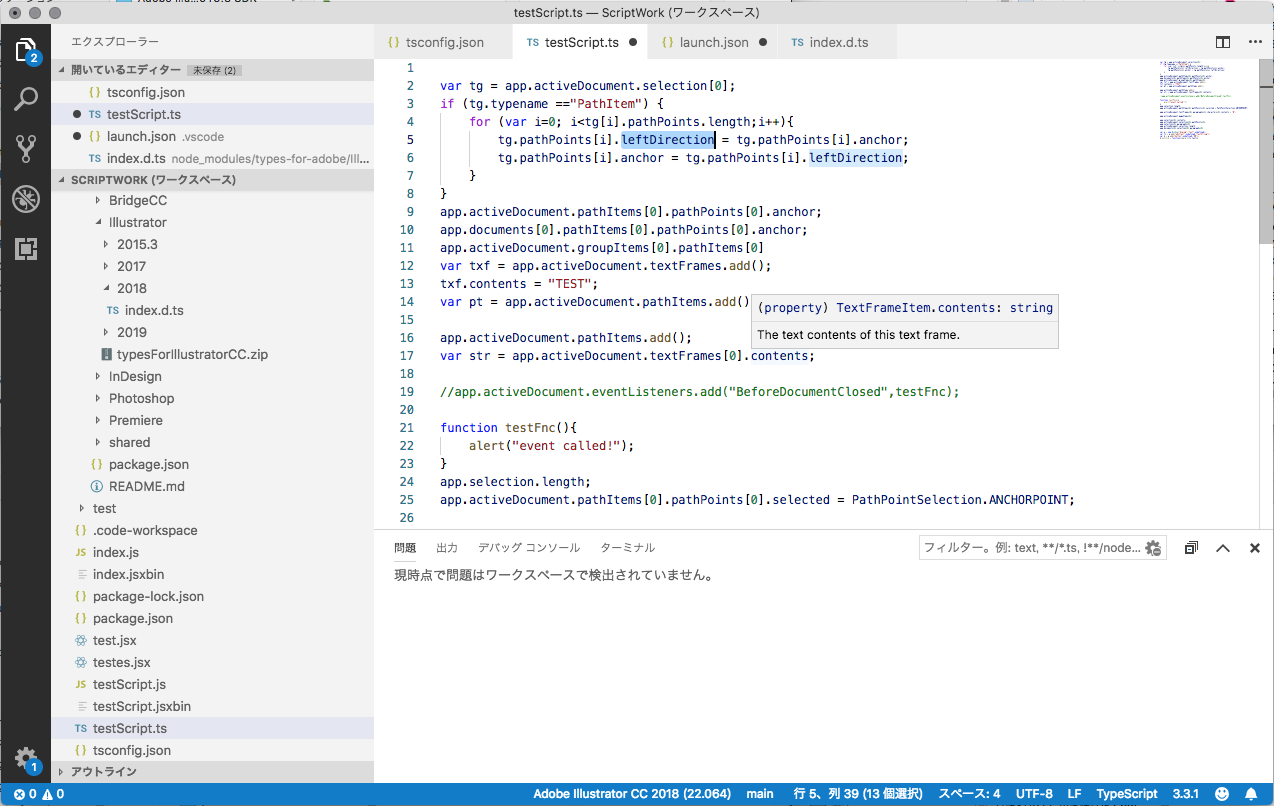 testScript.ts — ScriptWork (ワークスペース)
エクスプローラー
{} tsconfig.json
TS testScript.ts
{} launch.json
TS index.d.ts
2
開いているエディター 未保存 (2)
{} tsconfig.json
TS testScript.ts
{} launch.json .vscode
TS index.d.ts node_modules/types-for-adobe/Ill...
SCRIPTWORK (ワークスペース)
BridgeCC
Illustrator
2015.3
2017
2018
TS index.d.ts
2019
typesForIllustratorCC.zip
InDesign
Photoshop
Premiere
shared
{} package.json
README.md
test
{} .code-workspace
JS index.js
index.jsxbin
{} package-lock.json
{} package.json
test.jsx
testes.jsx
JS testScript.js
testScript.jsxbin
TS testScript.ts
{} tsconfig.json
アウトライン
1
1
2 var tg = app.activeDocument.selection[0];
3 if (tg.typename =="PathItem") {
4 for (var i=0; i<tg[i].pathPoints.length;i++){
5 tg.pathPoints[i].leftDirection = tg.pathPoints[i].anchor;
6 tg.pathPoints[i].anchor = tg.pathPoints[i].leftDirection;
7 }
8 }
9 app.activeDocument.pathItems[0].pathPoints[0].anchor;
10 app.documents[0].pathItems[0].pathPoints[0].anchor;
11 app.activeDocument.groupItems[0].pathItems[0]
12 var txf = app.activeDocument.textFrames.add();
13 txf.contents = "TEST";
14 var pt = app.activeDocument.pathItems.add()
(property) TextFrameItem.contents: string
The text contents of this text frame.
15
16 app.activeDocument.pathItems.add();
17 var str = app.activeDocument.textFrames[0].contents;
18
19 //app.activeDocument.eventListeners.add("BeforeDocumentClosed",testFnc);
20
21 function testFnc(){
22 alert("event called!");
23 }
24 app.selection.length;
25 app.activeDocument.pathItems[0].pathPoints[0].selected = PathPointSelection.ANCHORPOINT;
26
問題 出力 デバッグ コンソール ターミナル
フィルター。例: text, **/*.ts, !**/node...
現時点で問題はワークスペースで検出されていません。
0 0 Adobe Illustrator CC 2018 (22.064) main 行 5、列 39 (13 個選択) スペース: 4 UTF-8 LF TypeScript 3.3.1